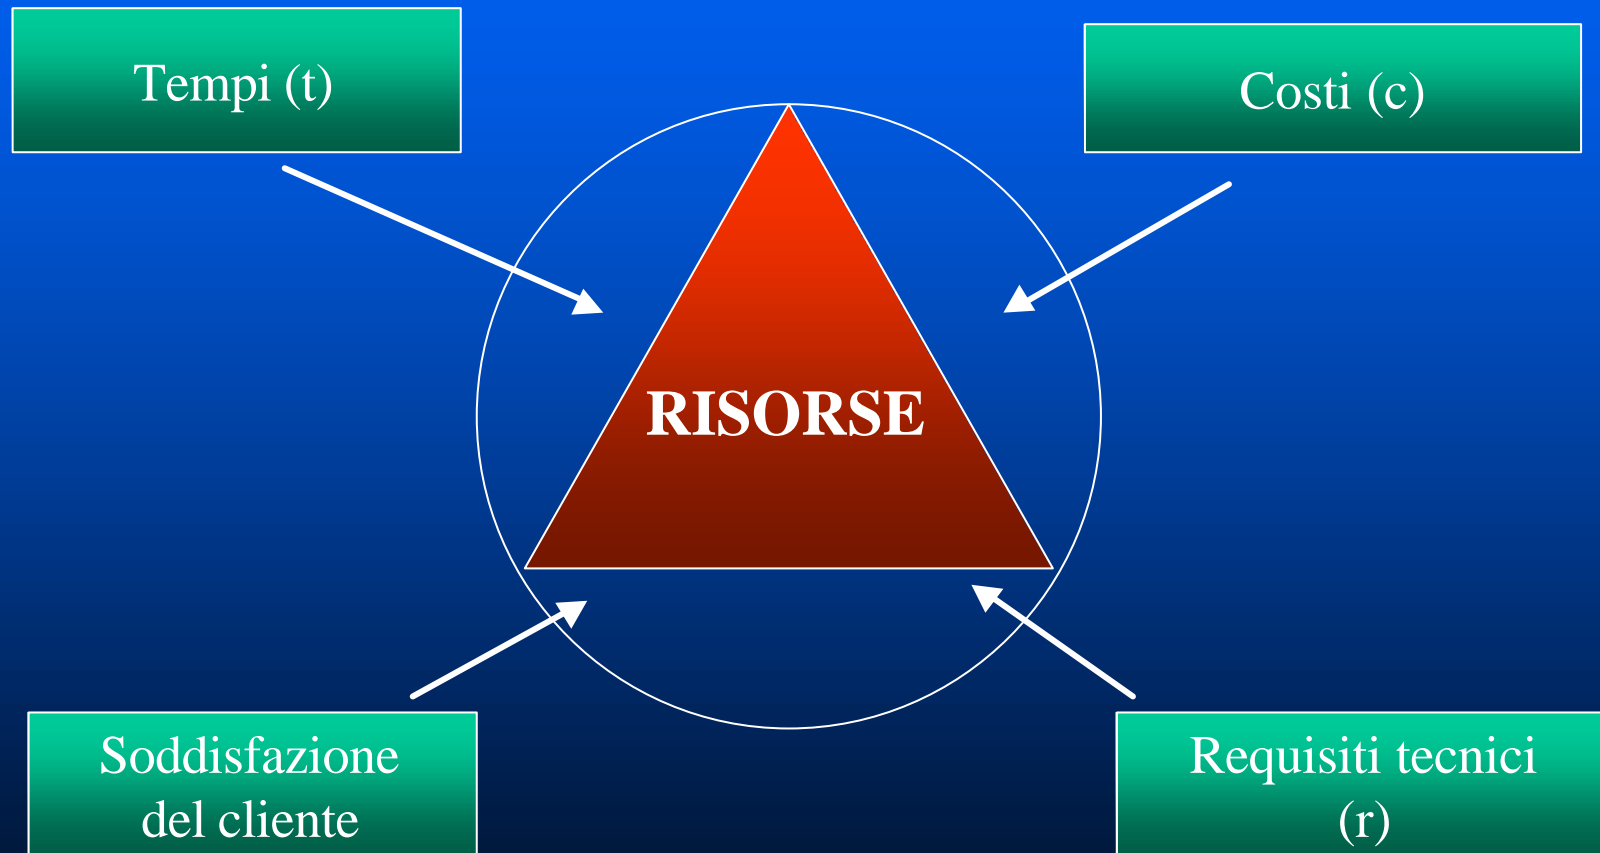 Tempi (t)
Costi (c)
RISORSE
Soddisfazione
del cliente
Requisiti tecnici
(r)